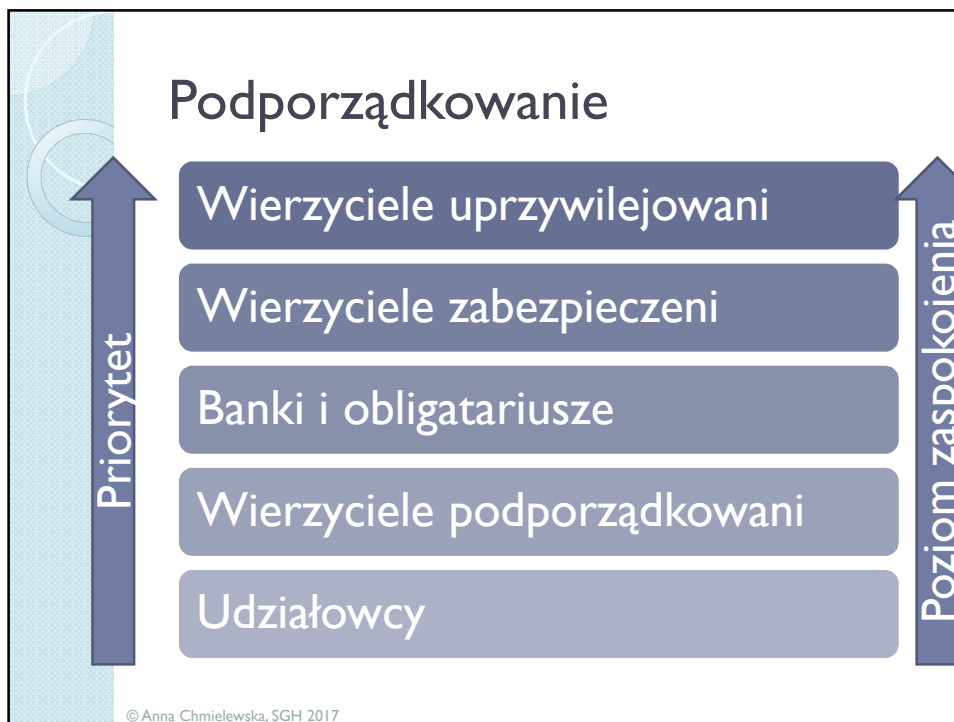 Podporządkowanie
Priorytet
Wierzyciele uprzywilejowani
Wierzyciele zabezpieczeni
Banki i obligatariusze
Wierzyciele podporządkowani
Udziałowcy
Poziom zaspokojenia
© Anna Chmielewska, SGH 2017